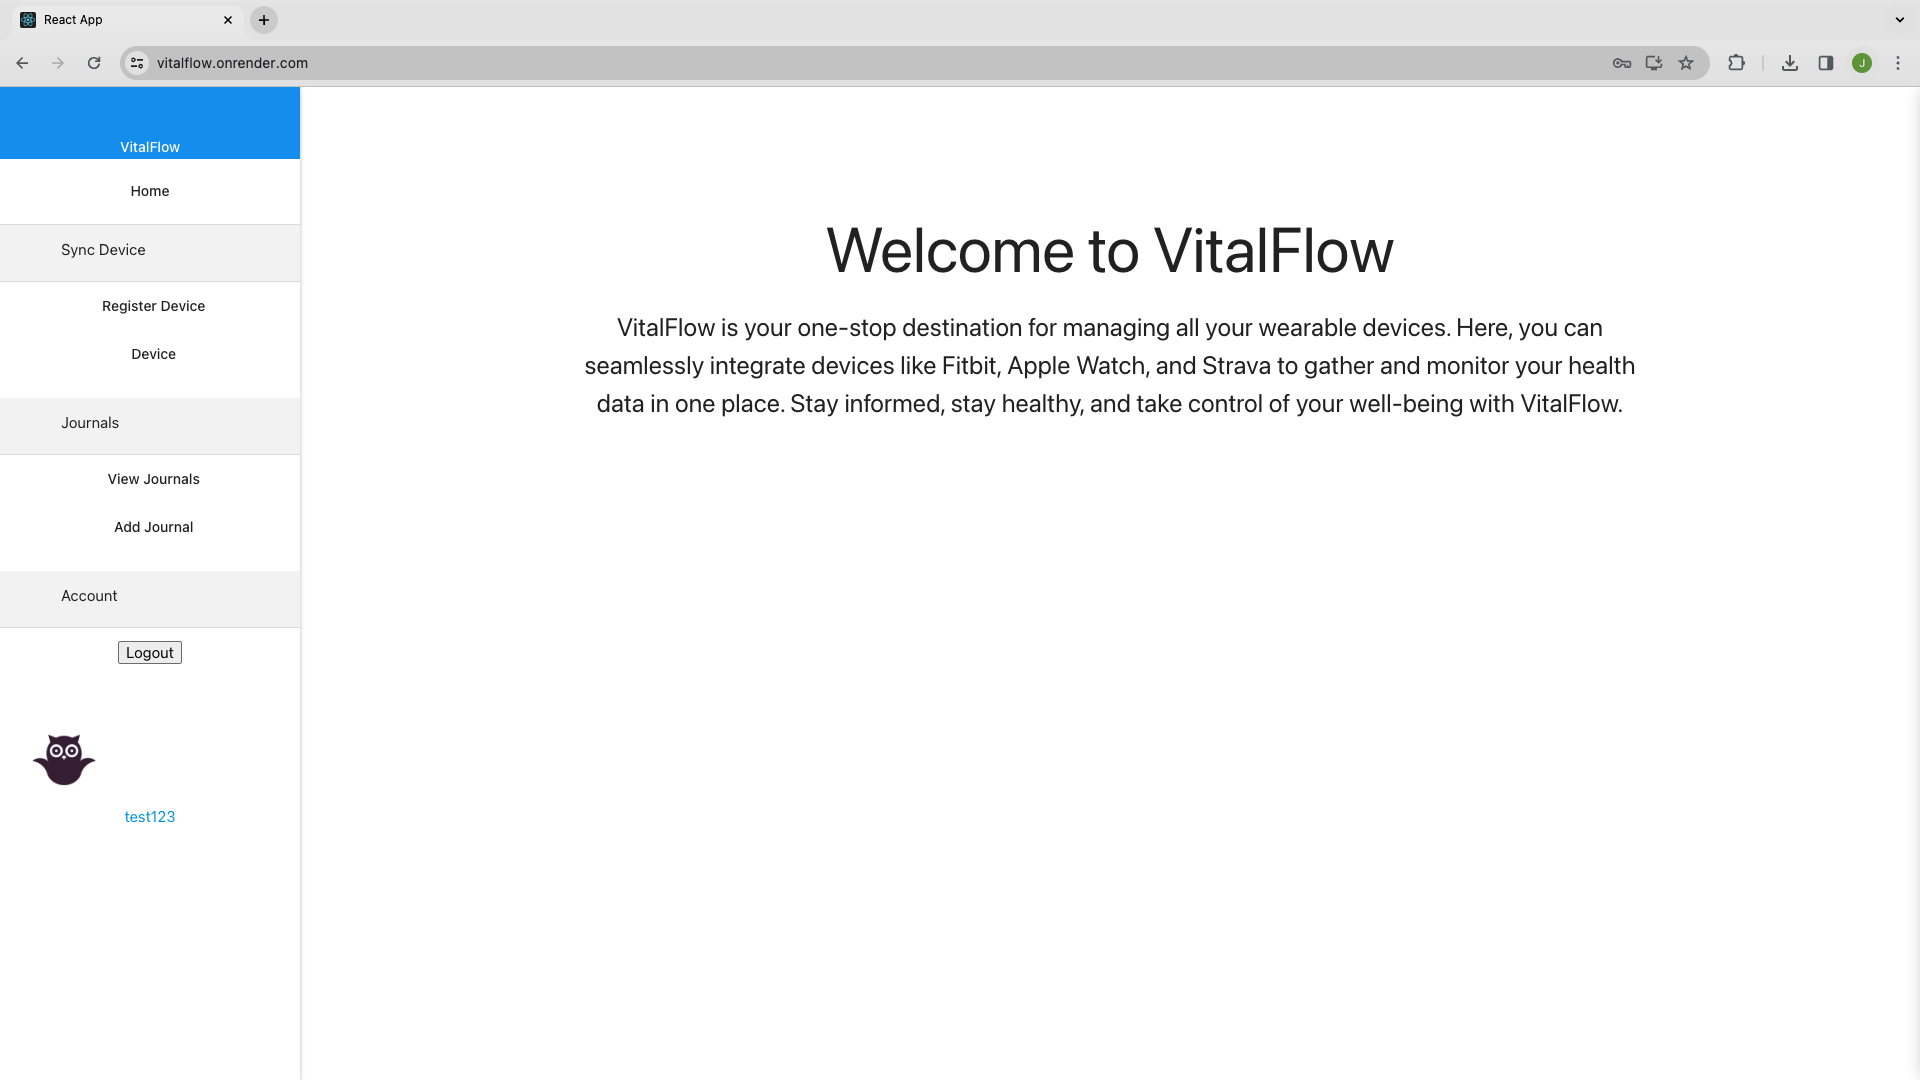 React App
vitalflow.onrender.com
J
VitalFlow
Home
Sync Device
Register Device
Device
Journals
View Journals
Add Journal
Account
Logout
test123
Welcome to VitalFlow
VitalFlow is your one-stop destination for managing all your wearable devices. Here, you can
seamlessly integrate devices like Fitbit, Apple Watch, and Strava to gather and monitor your health
data in one place. Stay informed, stay healthy, and take control of your well-being with VitalFlow.